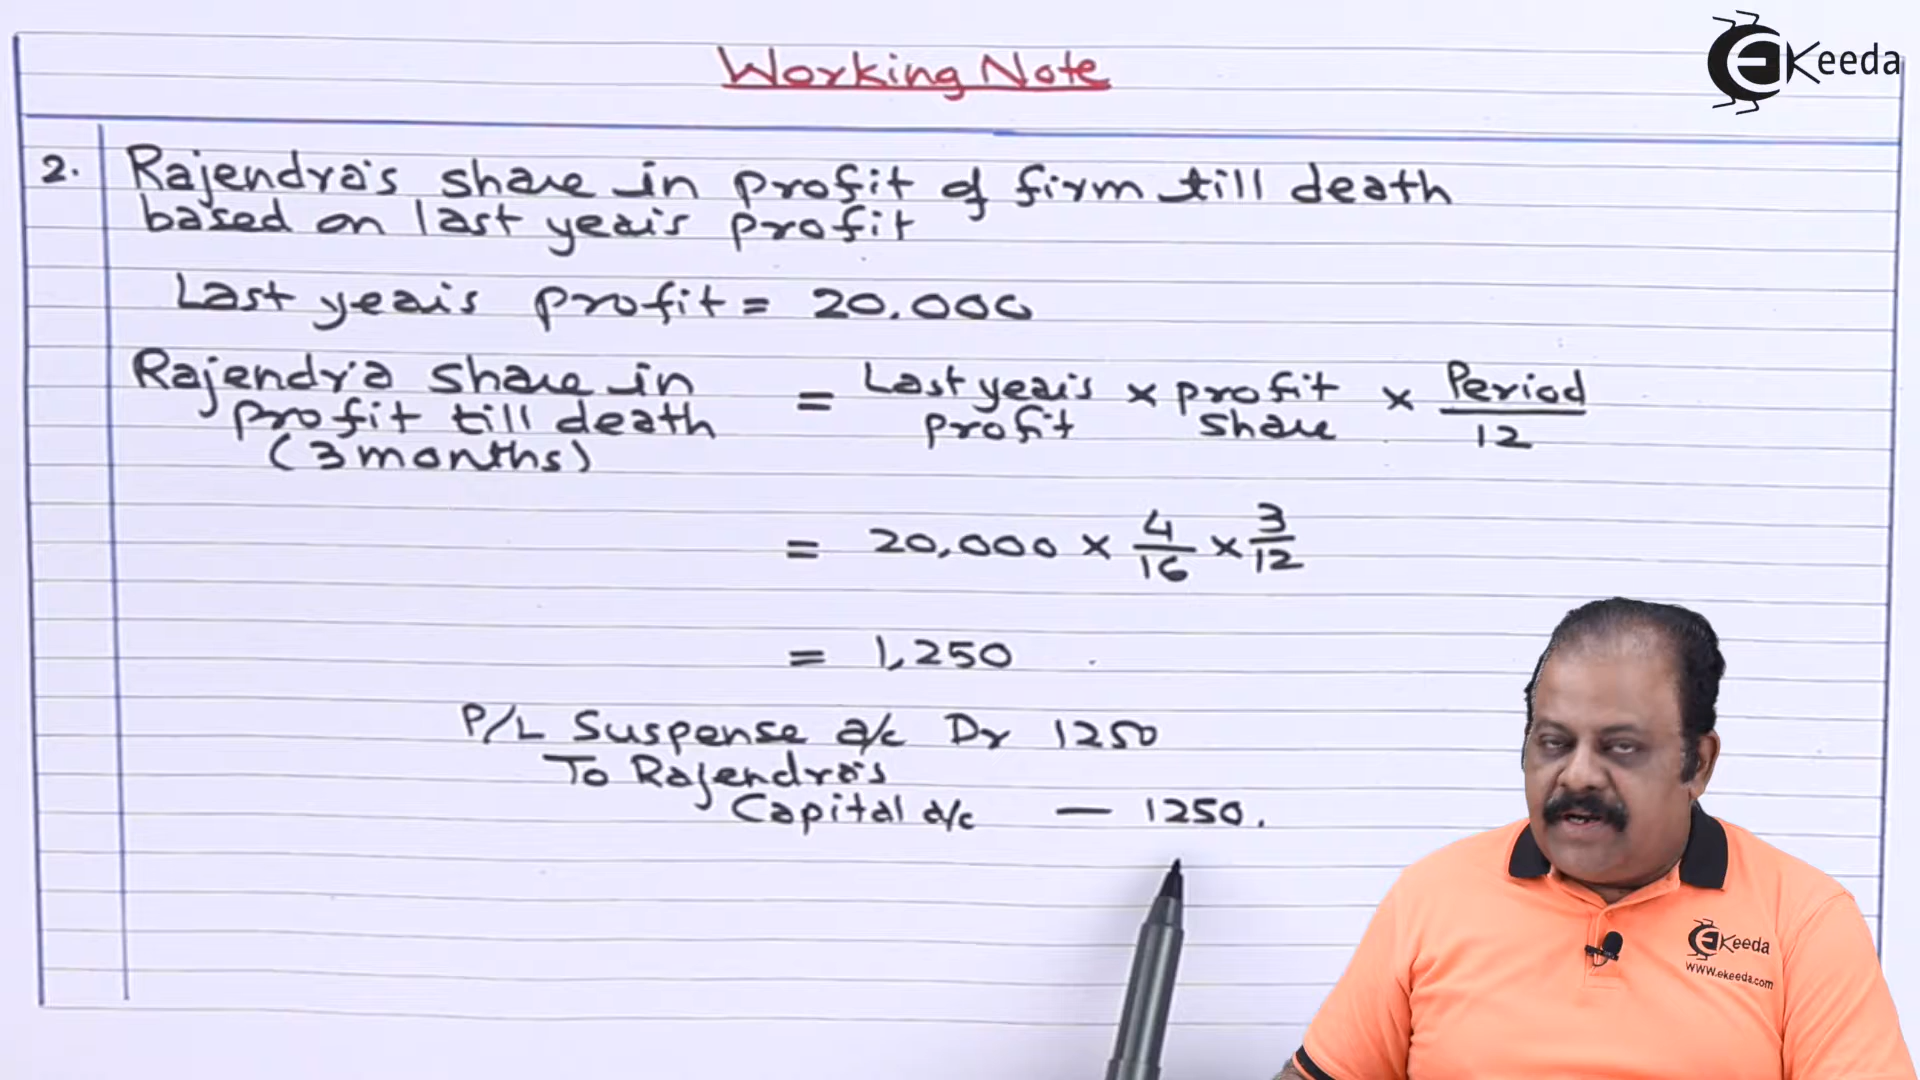 Working Note
EKeeda
2. Rajendra's share in profit of firm till death
based on last year's profit
Last year's profit = 20.000
Rajendra share in
profit till death
(3 months)
= Last year's profit × profit share × Period / 12
= 20,000 × 4/16 × 3/12
= 1,250
P/L Suspense a/c Dr 1250
To Rajendra's
Capital a/c — 1250.
EKeeda
www.ekeeda.com